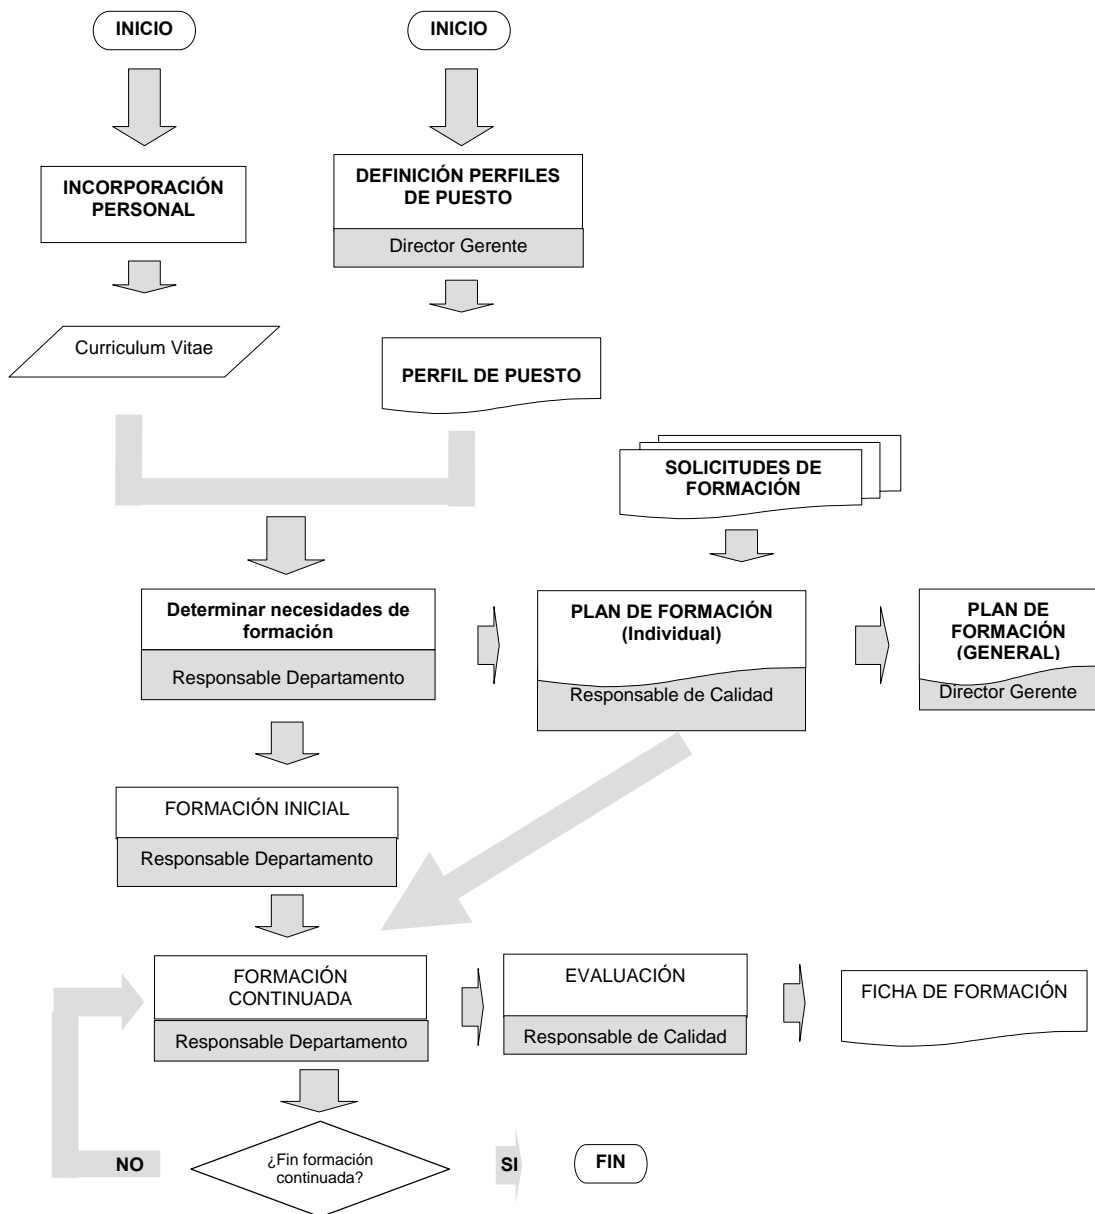 INICIO
INICIO
INCORPORACIÓN
PERSONAL
DEFINICIÓN PERFILES
DE PUESTO
Director Gerente
Curriculum Vitae
PERFIL DE PUESTO
SOLICITUDES DE
FORMACIÓN
Determinar necesidades de
formación
Responsable Departamento
PLAN DE FORMACIÓN
(Individual)
Responsable de Calidad
PLAN DE
FORMACIÓN
(GENERAL)
Director Gerente
FORMACIÓN INICIAL
Responsable Departamento
FORMACIÓN
CONTINUADA
Responsable Departamento
EVALUACIÓN
Responsable de Calidad
FICHA DE FORMACIÓN
NO
¿Fin formación
continuada?
SI
FIN